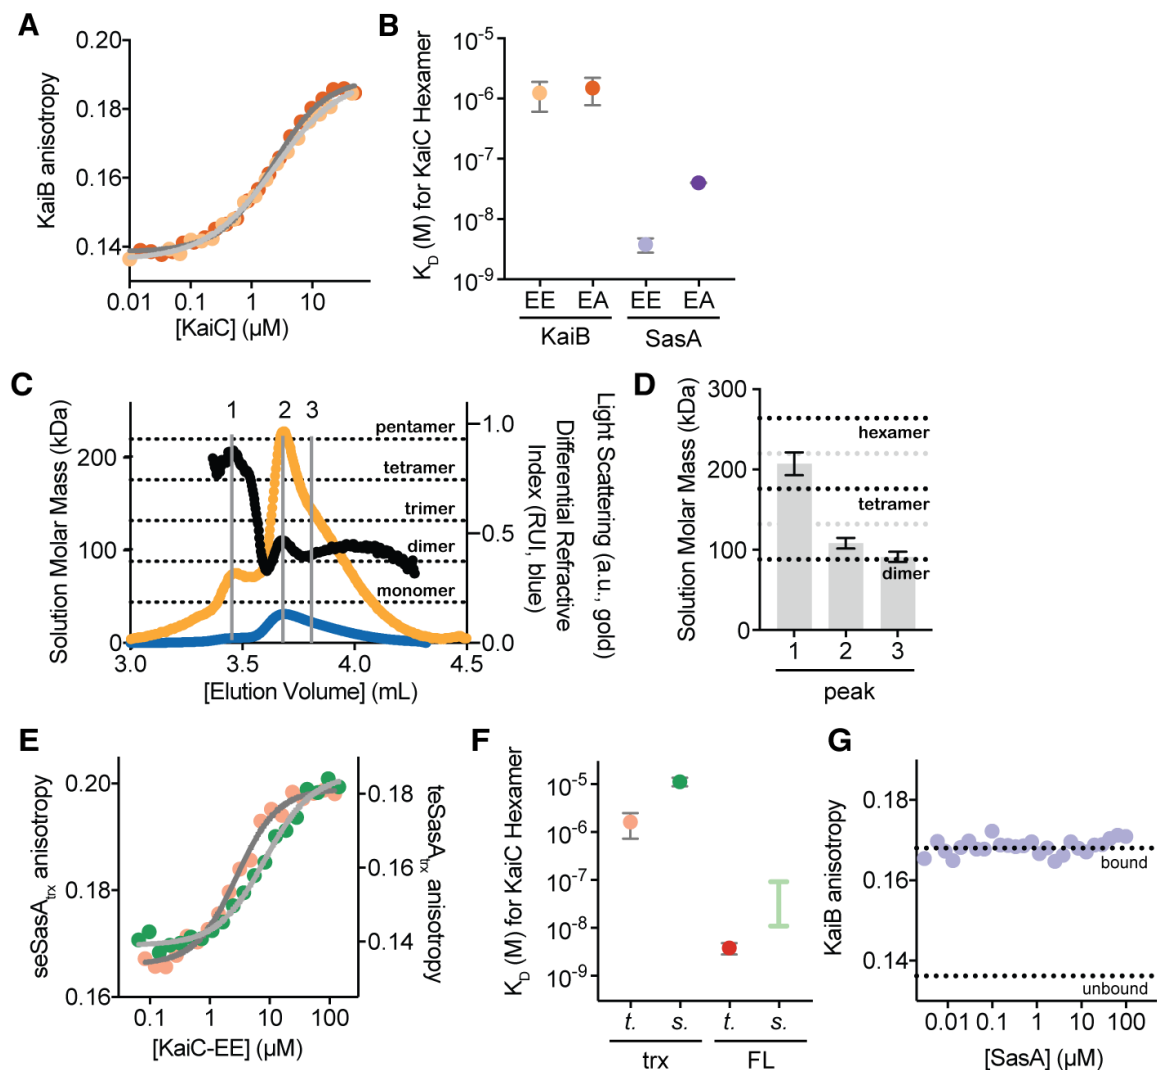 A
0.20
0.18
0.16
0.14
KaiB anisotropy
0.01
0.1
1
10
[KaiC] (µM)
B
10-5
10-6
10-7
10-8
10-9
KD (M) for KaiC Hexamer
EE
EA
EE
EA
KaiB
SasA
C
Solution Molar Mass (kDa)
200
100
0
1
2
3
pentamer
tetramer
trimer
dimer
monomer
1.0
0.5
0.0
Differential Refractive
Index (RUI, blue)
Light Scattering (a.u., gold)
3.0
3.5
4.0
4.5
[Elution Volume] (mL)
D
Solution Molar Mass (kDa)
300
200
100
0
hexamer
tetramer
dimer
1
2
3
peak
E
seSasAtrx anisotropy
0.20
0.18
0.16
0.18
0.16
0.14
teSasAtrx anisotropy
0.1
1
10
100
[KaiC-EE] (µM)
F
KD (M) for KaiC Hexamer
10-5
10-6
10-7
10-8
10-9
t.
s.
t.
s.
trx
FL
G
KaiB anisotropy
0.18
0.16
0.14
bound
unbound
0.01
0.1
1
10
100
[SasA] (µM)